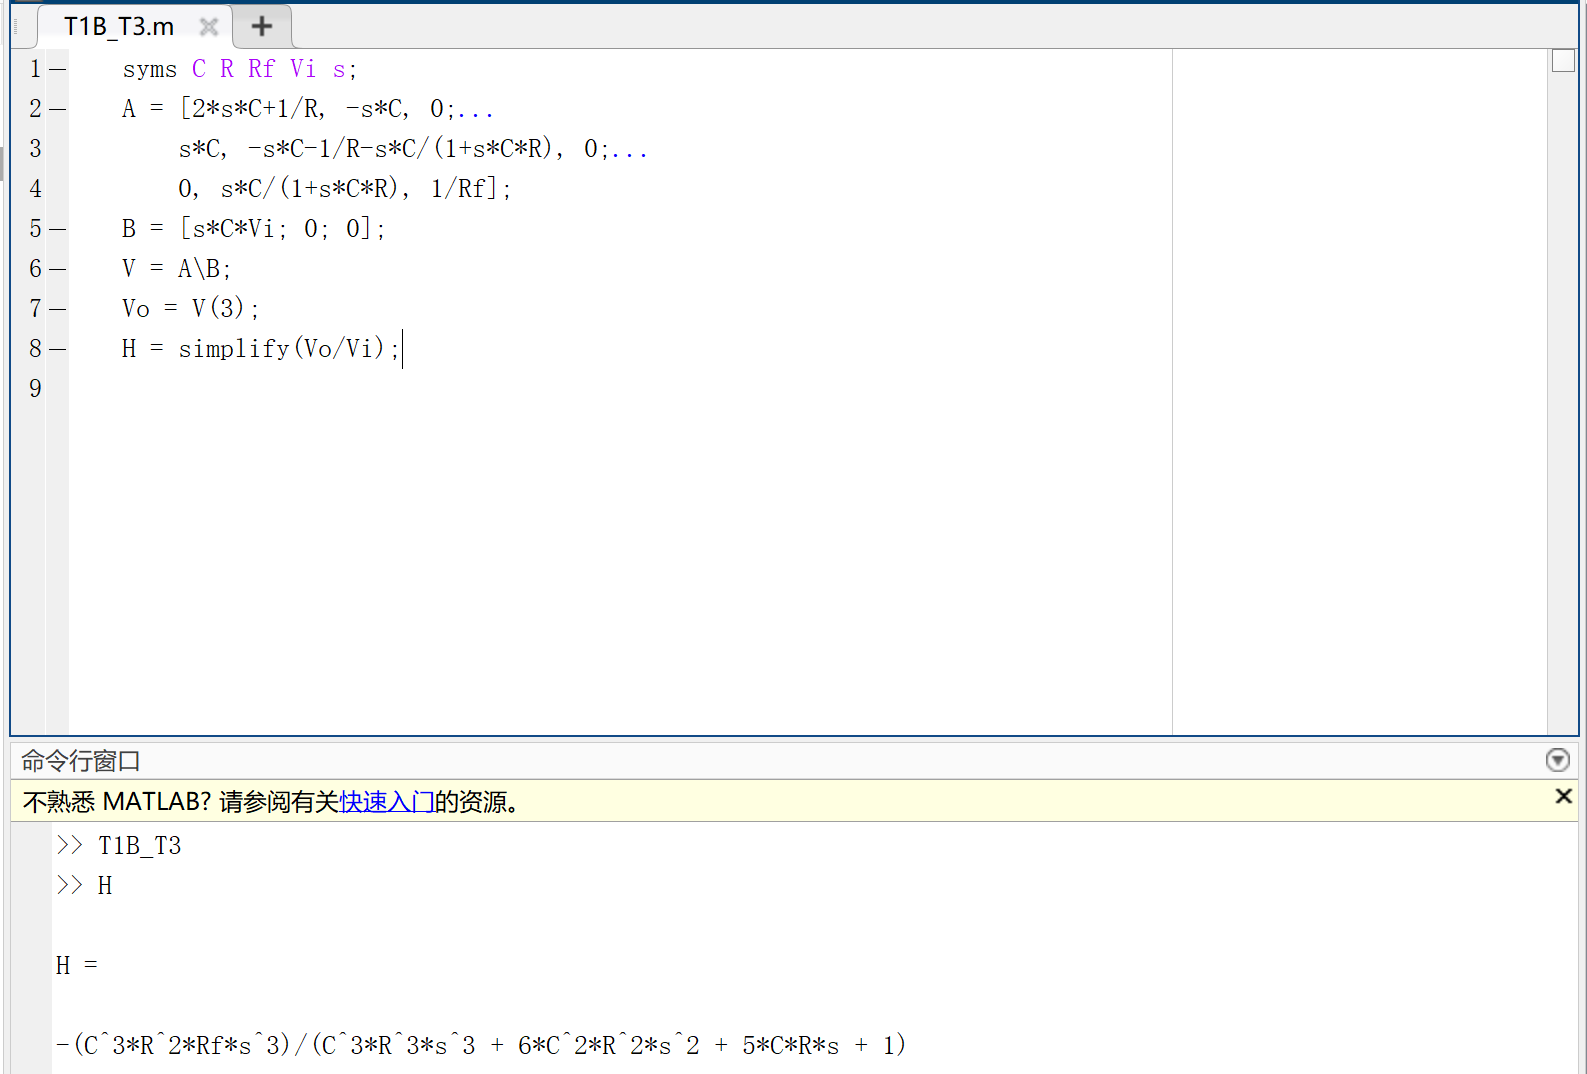 T1B_T3.m
1 syms C R Rf Vi s;
2 A = [2*s*C+1/R, -s*C, 0;...
3 s*C, -s*C-1/R-s*C/(1+s*C*R), 0;...
4 0, s*C/(1+s*C*R), 1/Rf];
5 B = [s*C*Vi; 0; 0];
6 V = A\B;
7 Vo = V(3);
8 H = simplify(Vo/Vi);
9
命令行窗口
不熟悉 MATLAB? 请参阅有关快速入门的资源。
>> T1B_T3
>> H
H =
-(C^3*R^2*Rf*s^3)/(C^3*R^3*s^3 + 6*C^2*R^2*s^2 + 5*C*R*s + 1)